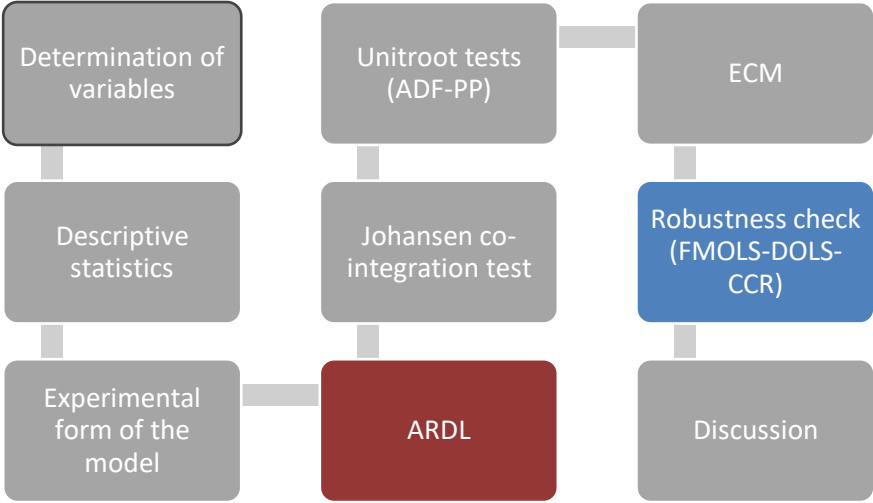 Determination of
variables
Descriptive
statistics
Experimental
form of the
model
ARDL
Johansen co-
integration test
Unitroot tests
(ADF-PP)
ECM
Robustness check
(FMOLS-DOLS-
CCR)
Discussion